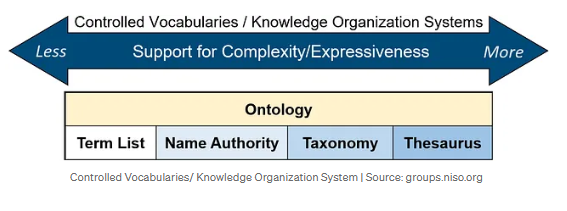 Controlled Vocabularies / Knowledge Organization Systems
Less Support for Complexity/Expressiveness More
Ontology
Term List Name Authority Taxonomy Thesaurus
Controlled Vocabularies/ Knowledge Organization System | Source: groups.niso.org